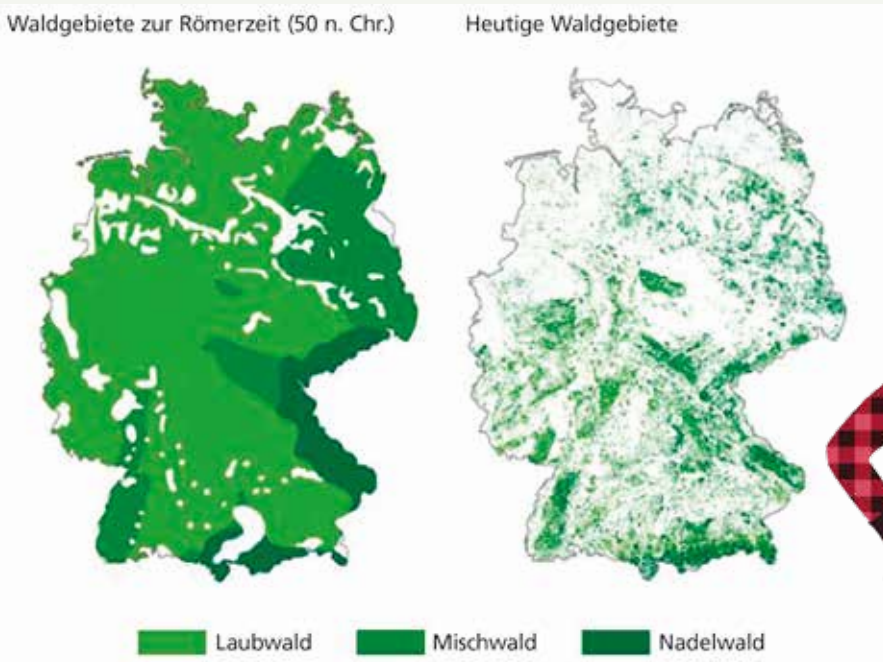 Waldgebiete zur Römerzeit (50 n. Chr.)
Heutige Waldgebiete
Laubwald
Mischwald
Nadelwald